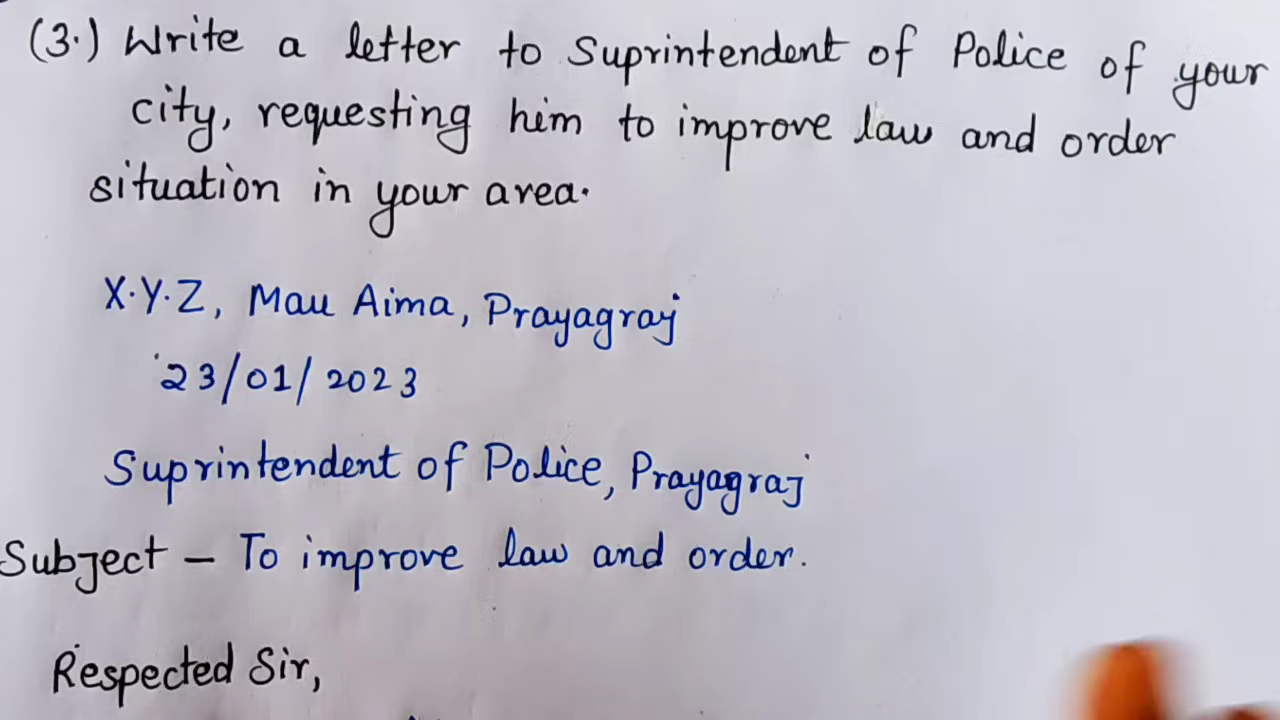 (3.) Write a letter to Suprintendent of Police of your
city, requesting him to improve law and order
situation in your area.
X.Y.Z, Mau Aima, Prayagraj
23/01/2023
Suprintendent of Police, Prayagraj
Subject – To improve law and order.
Respected Sir,